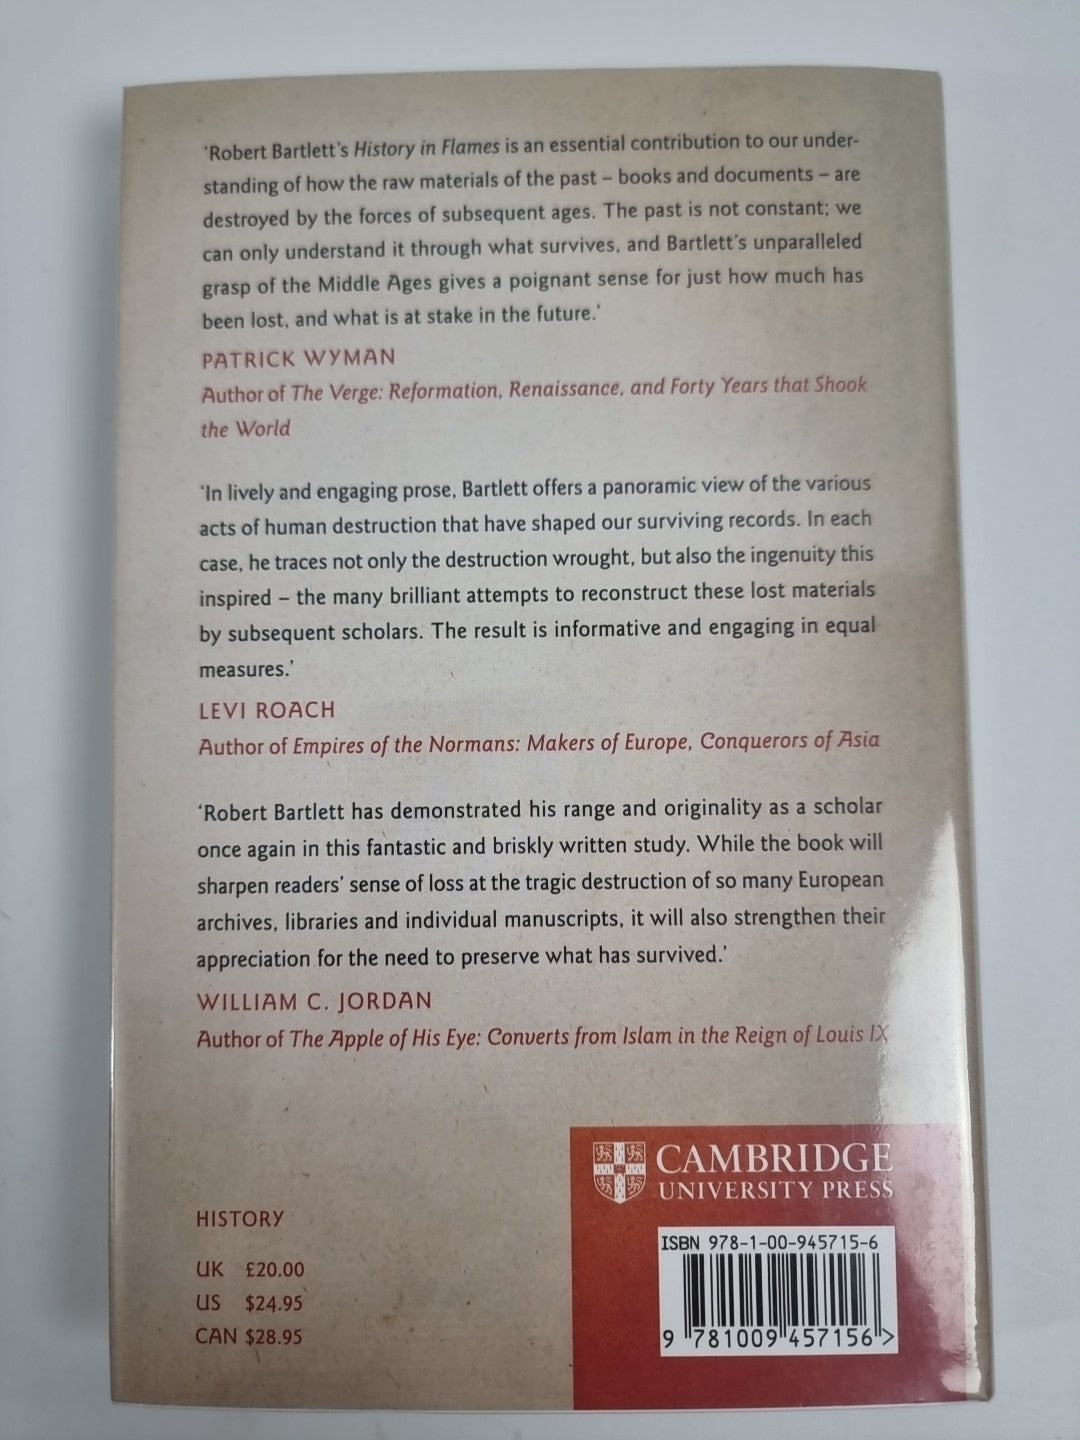 ‘Robert Bartlett’s History in Flames is an essential contribution to our under-
standing of how the raw materials of the past – books and documents – are
destroyed by the forces of subsequent ages. The past is not constant; we
can only understand it through what survives, and Bartlett’s unparalleled
grasp of the Middle Ages gives a poignant sense for just how much has
been lost, and what is at stake in the future.’
PATRICK WYMAN
Author of The Verge: Reformation, Renaissance, and Forty Years that Shook
the World
‘In lively and engaging prose, Bartlett offers a panoramic view of the various
acts of human destruction that have shaped our surviving records. In each
case, he traces not only the destruction wrought, but also the ingenuity this
inspired – the many brilliant attempts to reconstruct these lost materials
by subsequent scholars. The result is informative and engaging in equal
measures.’
LEVI ROACH
Author of Empires of the Normans: Makers of Europe, Conquerors of Asia
‘Robert Bartlett has demonstrated his range and originality as a scholar
once again in this fantastic and briskly written study. While the book will
sharpen readers’ sense of loss at the tragic destruction of so many European
archives, libraries and individual manuscripts, it will also strengthen their
appreciation for the need to preserve what has survived.’
WILLIAM C. JORDAN
Author of The Apple of His Eye: Converts from Islam in the Reign of Louis IX
CAMBRIDGE
UNIVERSITY PRESS
HISTORY
UK £20.00
US $24.95
CAN $28.95
ISBN 978-1-00-945715-6
9 781009 457156 >